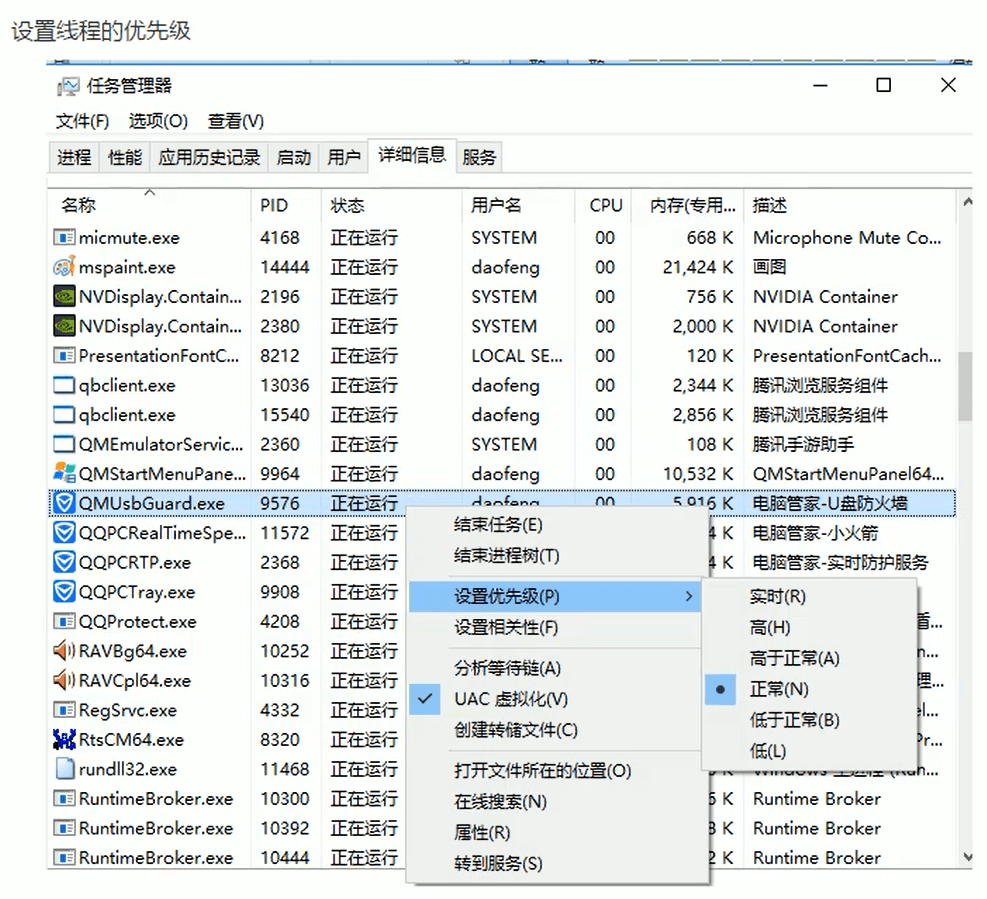 设置线程的优先级
任务管理器
文件(F) 选项(O) 查看(V)
进程 性能 应用历史记录 启动 用户 详细信息 服务
名称 PID 状态 用户名 CPU 内存(专用... 描述
micmute.exe 4168 正在运行 SYSTEM 00 668 K Microphone Mute Co...
mspaint.exe 14444 正在运行 daofeng 00 21,424 K 画图
NVDisplay.Contain... 2196 正在运行 SYSTEM 00 756 K NVIDIA Container
NVDisplay.Contain... 2380 正在运行 SYSTEM 00 2,000 K NVIDIA Container
PresentationFontC... 8212 正在运行 LOCAL SE... 00 120 K PresentationFontCach...
qbclient.exe 13036 正在运行 daofeng 00 2,344 K 腾讯浏览服务组件
qbclient.exe 15540 正在运行 daofeng 00 2,856 K 腾讯浏览服务组件
QMEmulatorServic... 2360 正在运行 SYSTEM 00 108 K 腾讯手游助手
QMStartMenuPane... 9964 正在运行 daofeng 00 10,532 K QMStartMenuPanel64...
QMUsbGuard.exe 9576 正在运行 daofeng 00 5,916 K 电脑管家-U盘防火墙
QQPCRealTimeSpe... 11572 正在运行 4 K 电脑管家-小火箭
QQPCRTP.exe 2368 正在运行 4 K 电脑管家-实时防护服务
QQPCTray.exe 9908 正在运行
QQProtect.exe 4208 正在运行
RAVBg64.exe 10252 正在运行
RAVCpl64.exe 10316 正在运行
RegSrvc.exe 4332 正在运行
RtsCM64.exe 8320 正在运行
rundll32.exe 11468 正在运行
RuntimeBroker.exe 10300 正在运行 K Runtime Broker
RuntimeBroker.exe 10392 正在运行 K Runtime Broker
RuntimeBroker.exe 10444 正在运行 K Runtime Broker
结束任务(E)
结束进程树(T)
设置优先级(P)
设置相关性(F)
分析等待链(A)
UAC 虚拟化(V)
创建转储文件(C)
打开文件所在的位置(O)
在线搜索(N)
属性(R)
转到服务(S)
实时(R)
高(H)
高于正常(A)
正常(N)
低于正常(B)
低(L)